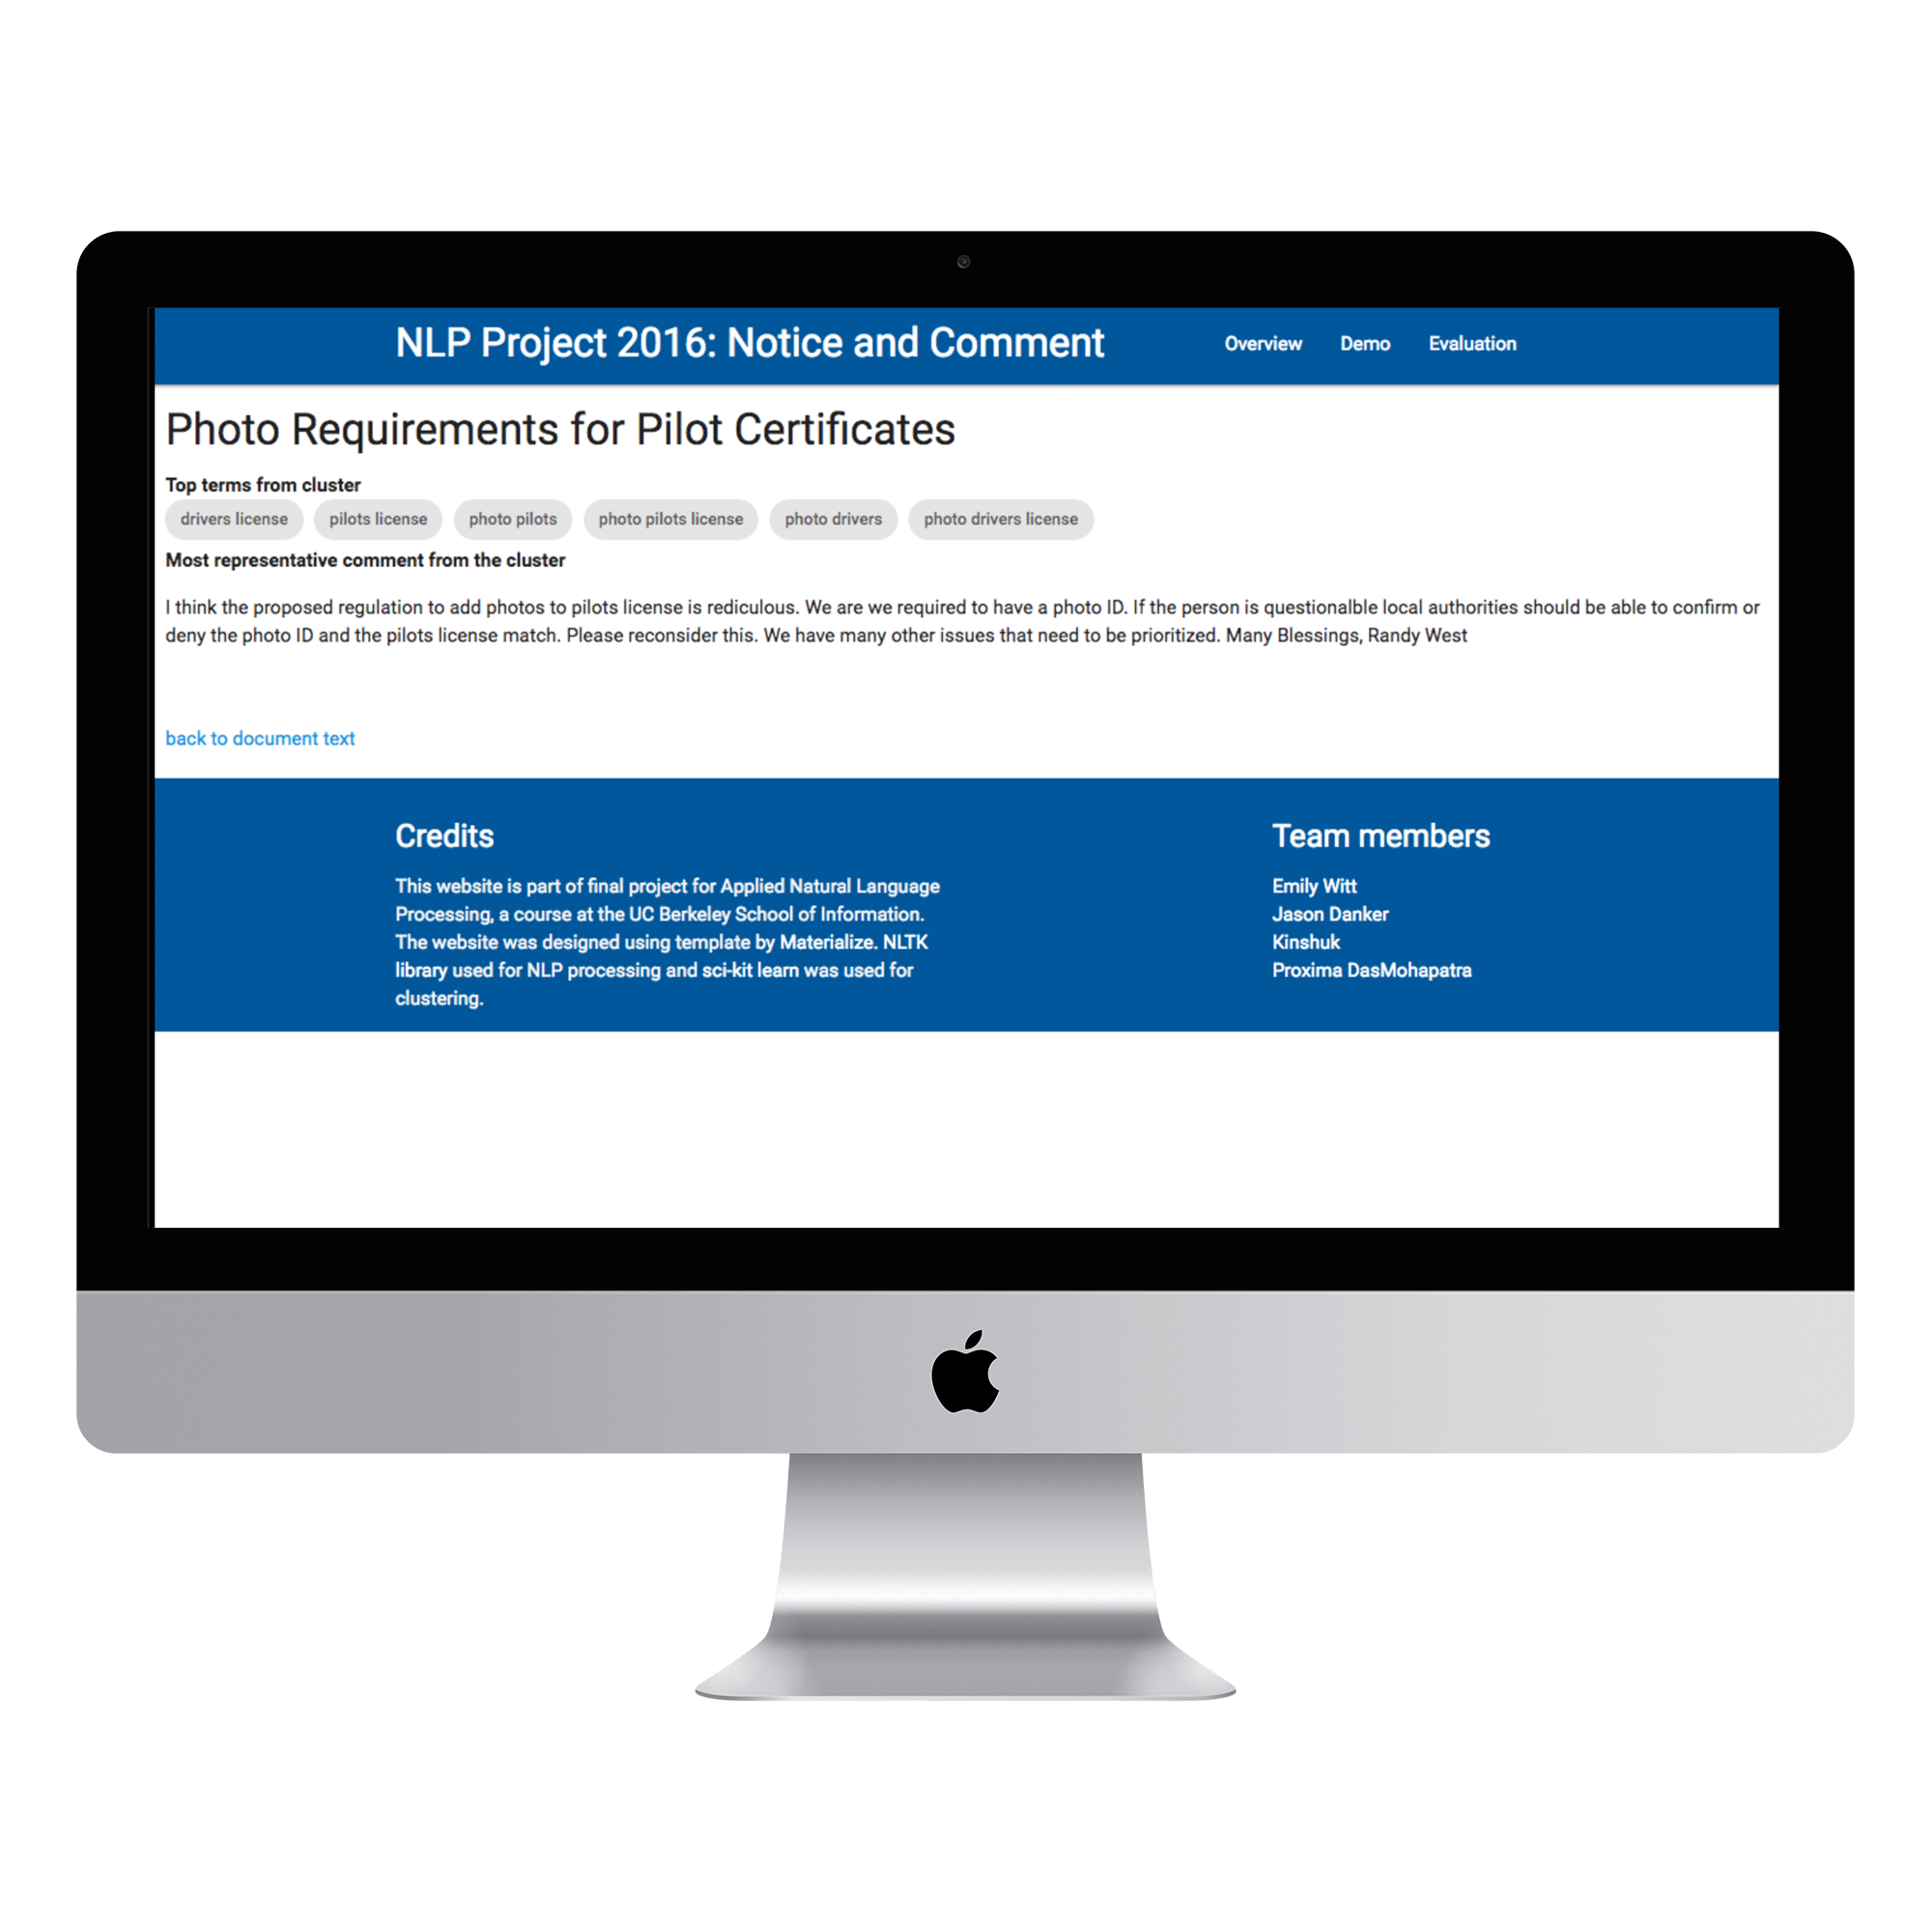 NLP Project 2016: Notice and Comment
Overview Demo Evaluation
Photo Requirements for Pilot Certificates
Top terms from cluster
drivers license pilots license photo pilots photo pilots license photo drivers photo drivers license
Most representative comment from the cluster
I think the proposed regulation to add photos to pilots license is rediculous. We are we required to have a photo ID. If the person is questionalble local authorities should be able to confirm or
deny the photo ID and the pilots license match. Please reconsider this. We have many other issues that need to be prioritized. Many Blessings, Randy West
back to document text
Credits
This website is part of final project for Applied Natural Language
Processing, a course at the UC Berkeley School of Information.
The website was designed using template by Materialize. NLTK
library used for NLP processing and sci-kit learn was used for
clustering.
Team members
Emily Witt
Jason Danker
Kinshuk
Proxima DasMohapatra